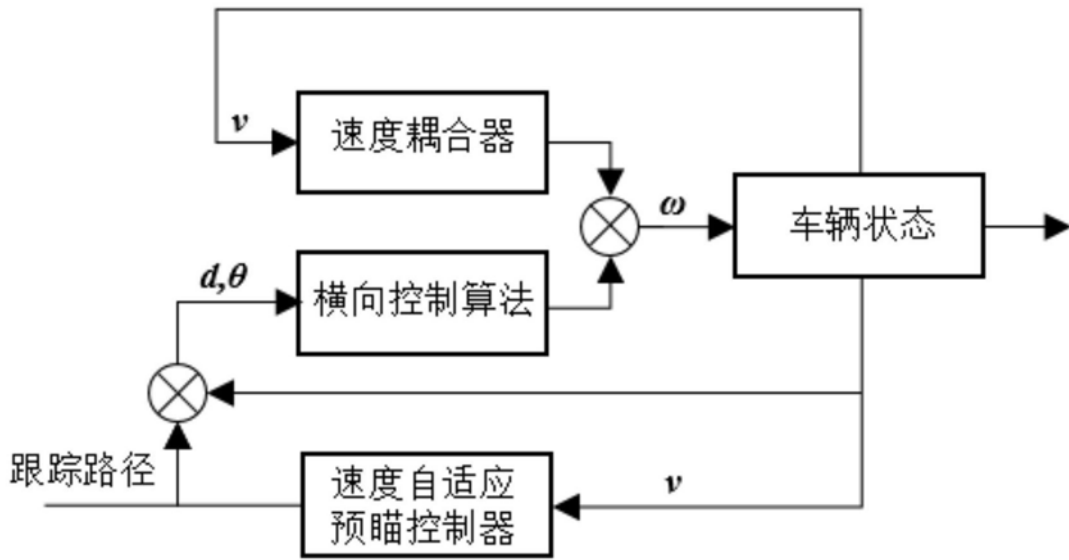 v
速度耦合器
ω
车辆状态
d,θ
横向控制算法
跟踪路径
速度自适应
预瞄控制器
v